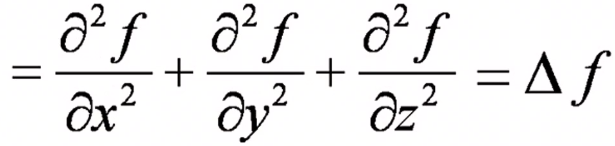 = ∂²f/∂x² + ∂²f/∂y² + ∂²f/∂z² = Δf